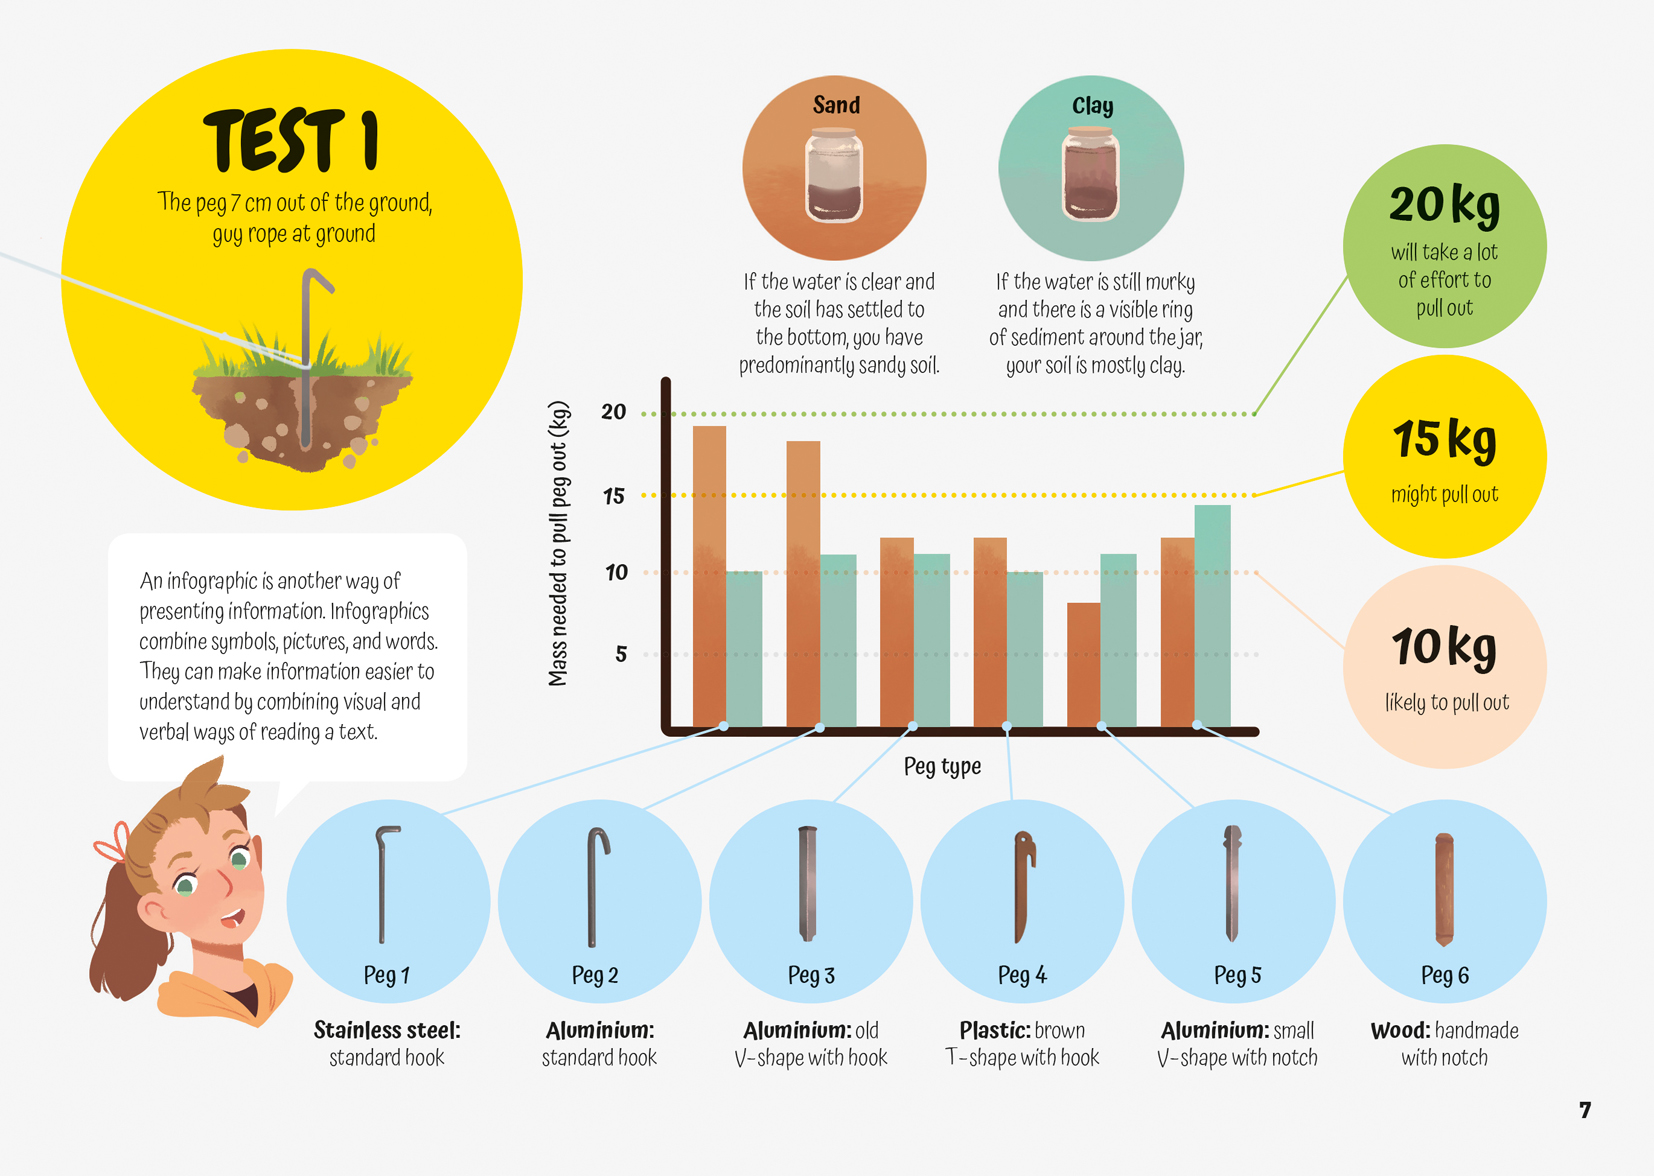 TEST 1
The peg 7 cm out of the ground,
guy rope at ground
An infographic is another way of
presenting information. Infographics
combine symbols, pictures, and words.
They can make information easier to
understand by combining visual and
verbal ways of reading a text.
Sand
If the water is clear and
the soil has settled to
the bottom, you have
predominantly sandy soil.
Clay
If the water is still murky
and there is a visible ring
of sediment around the jar,
your soil is mostly clay.
Mass needed to pull peg out (kg)
20
15
10
5
Peg type
20 kg
will take a lot
of effort to
pull out
15 kg
might pull out
10 kg
likely to pull out
Peg 1
Stainless steel:
standard hook
Peg 2
Aluminium:
standard hook
Peg 3
Aluminium: old
V-shape with hook
Peg 4
Plastic: brown
T-shape with hook
Peg 5
Aluminium: small
V-shape with notch
Peg 6
Wood: handmade
with notch
7